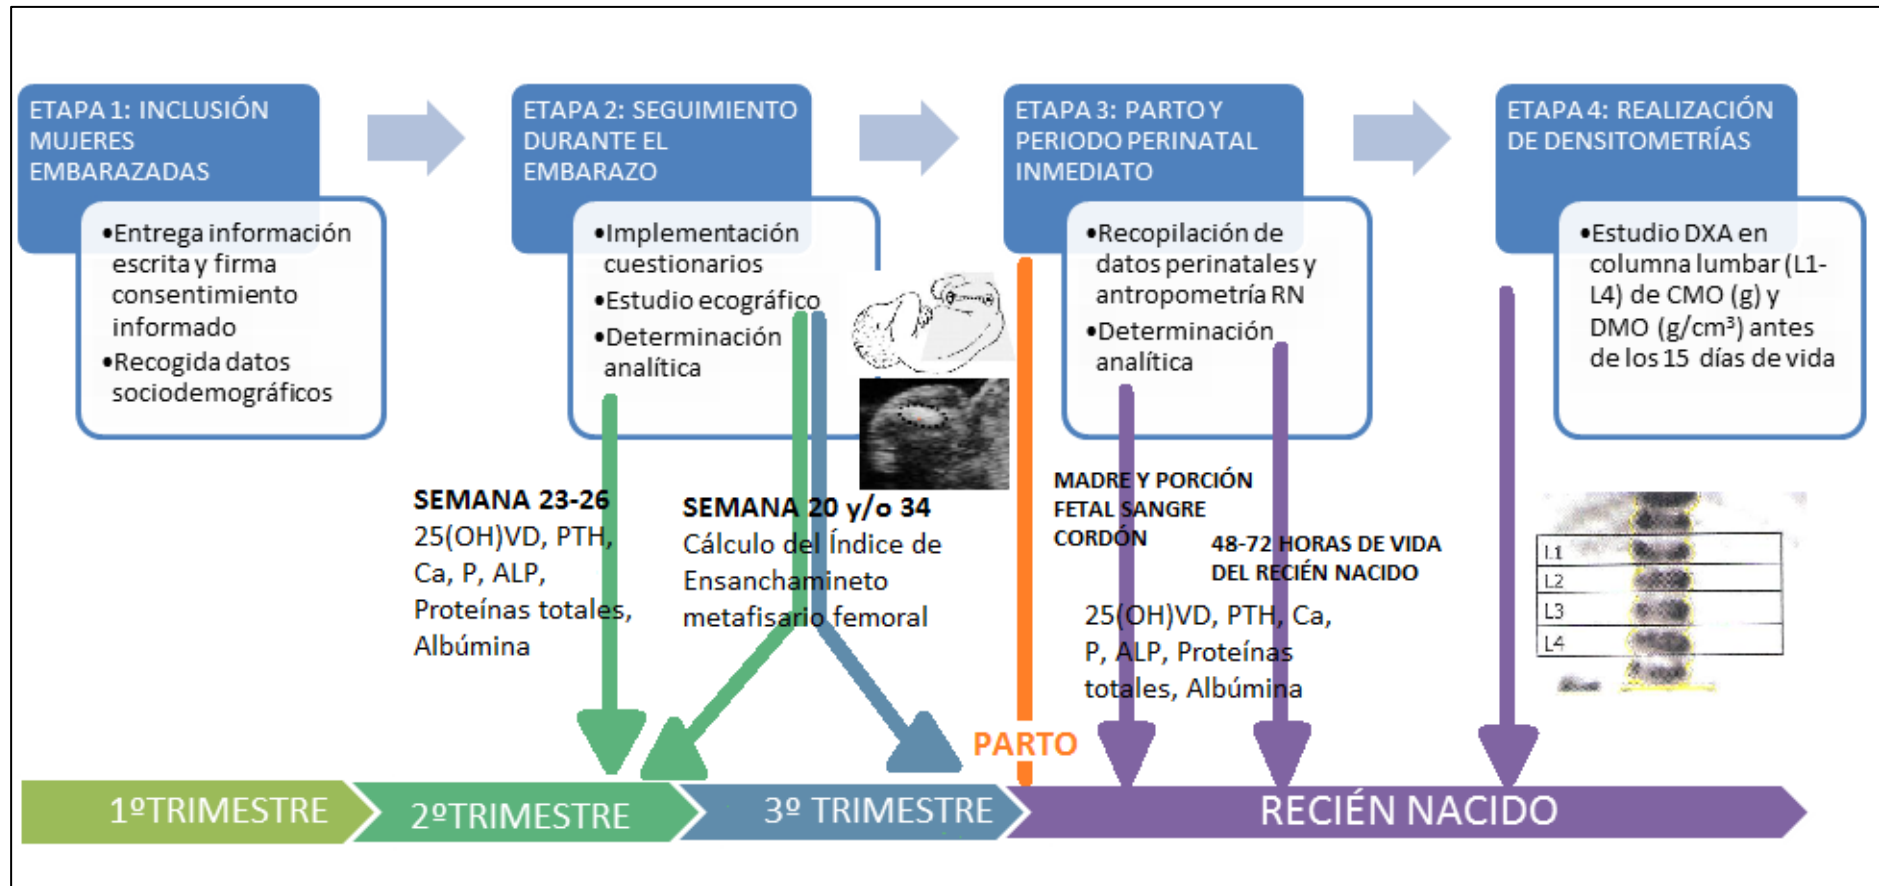 ETAPA 1: INCLUSIÓN
MUJERES
EMBARAZADAS
•Entrega información
escrita y firma
consentimiento
informado
•Recogida datos
sociodemográficos
ETAPA 2: SEGUIMIENTO
DURANTE EL
EMBARAZO
•Implementación
cuestionarios
•Estudio ecográfico
•Determinación
analítica
ETAPA 3: PARTO Y
PERIODO PERINATAL
INMEDIATO
•Recopilación de
datos perinatales y
antropometría RN
•Determinación
analítica
ETAPA 4: REALIZACIÓN
DE DENSITOMETRÍAS
•Estudio DXA en
columna lumbar (L1-
L4) de CMO (g) y
DMO (g/cm³) antes
de los 15 días de vida
SEMANA 23-26
25(OH)VD, PTH,
Ca, P, ALP,
Proteínas totales,
Albúmina
SEMANA 20 y/o 34
Cálculo del Índice de
Ensanchamineto
metafisario femoral
MADRE Y PORCIÓN
FETAL SANGRE
CORDÓN
48-72 HORAS DE VIDA
DEL RECIÉN NACIDO
25(OH)VD, PTH, Ca,
P, ALP, Proteínas
totales, Albúmina
L1
L2
L3
L4
PARTO
1ºTRIMESTRE
2ºTRIMESTRE
3º TRIMESTRE
RECIÉN NACIDO